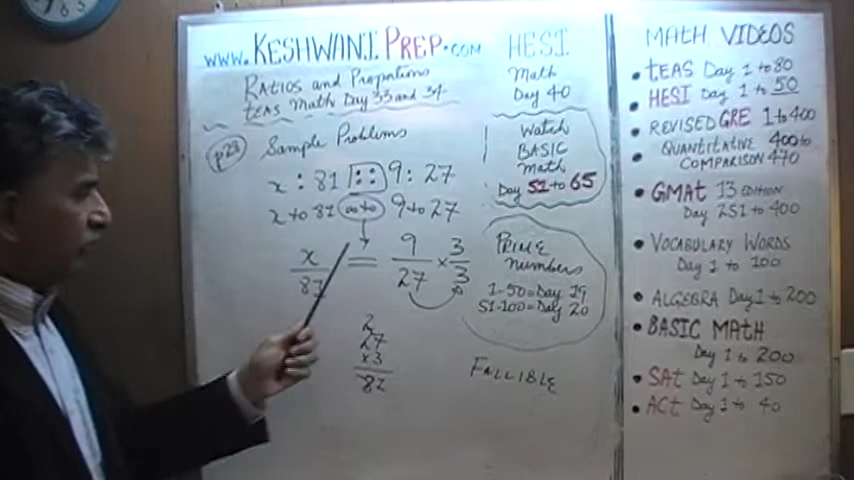 www.KESHWANI PREP.com
RATIOS and PROPATIONS
TEAS Math Day 33 and 34
p23 Sample Problems
x : 81 :: 9 : 27
x to 81 as to 9 to 27
x = 9 × 3
81 27 3
2
27
×3
81
HESI
Math
Day 40
Watch
BASIC
Math
Day 51 to 65
PRIME
Numbers
1-50 = Day 19
51-100 = Day 20
FALLIBLE
MATH VIDEOS
TEAS Day 1 to 80
HESI Day 1 to 50
REVISED GRE 1 to 400
QUANTITATIVE 400 to
COMPARISON 470
GMAT 13 EDITION
Day 251 to 400
VOCABULARY WORDS
Day 1 to 100
ALGEBRA Day 1 to 200
BASIC MATH
Day 1 to 200
SAT Day 1 to 150
ACT Day 1 to 40